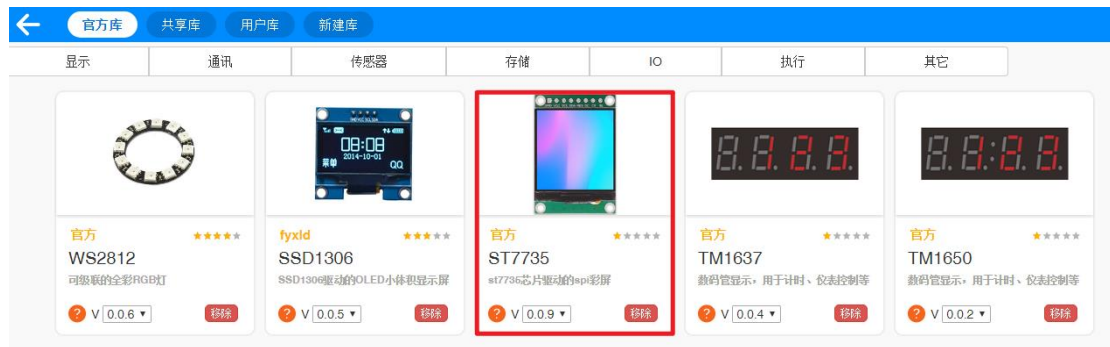 官方库 共享库 用户库 新建库
显示 通讯 传感器 存储 IO 执行 其它
08:08
2014-10-01
菜单 QQ
官方 fyxld 官方 官方 官方
WS2812 SSD1306 ST7735 TM1637 TM1650
可级联的全彩RGB灯 SSD1306驱动的OLED小体积显示屏 st7735芯片驱动的spi彩屏 数码管显示，用于计时、仪表控制等 数码管显示，用于计时、仪表控制等
? V 0.0.6 ▼ 移除 ? V 0.0.5 ▼ 移除 ? V 0.0.9 ▼ 移除 ? V 0.0.4 ▼ 移除 ? V 0.0.2 ▼ 移除